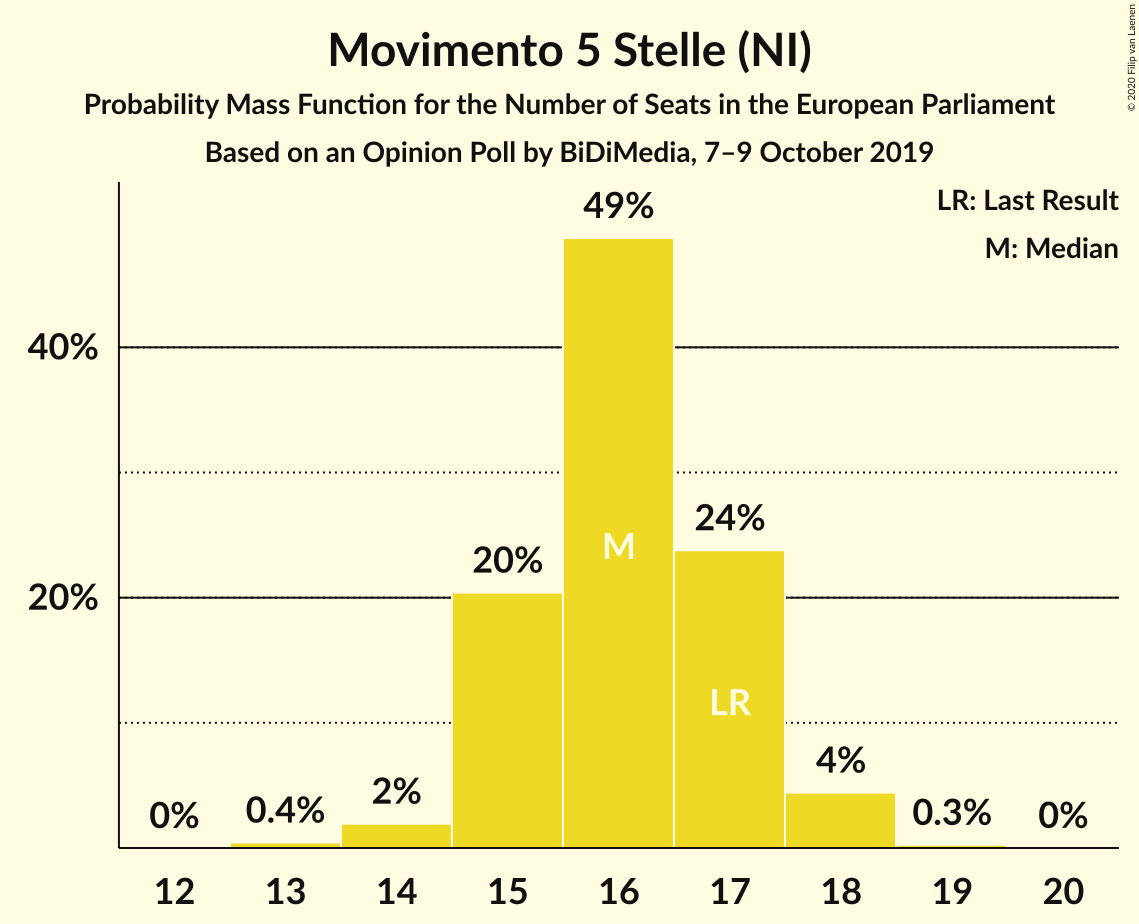 Movimento 5 Stelle (NI)
Probability Mass Function for the Number of Seats in the European Parliament
Based on an Opinion Poll by BiDiMedia, 7–9 October 2019
© 2020 Filip van Laenen
LR: Last Result
M: Median
40%
20%
0%
0.4%
2%
20%
49%
24%
4%
0.3%
0%
M
LR
12 13 14 15 16 17 18 19 20